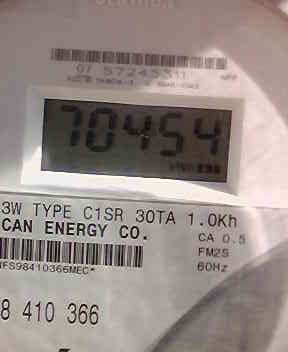 07 57245311
70454
3W TYPE C1SR 30TA 1.0Kh
CAN ENERGY CO.
CA 0.5
FM2S
60Hz
FS98410366MEC*
8 410 366